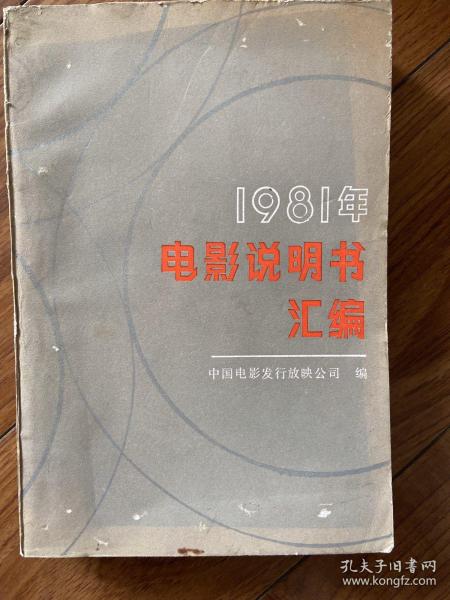 1981年
电影说明书
汇编
中国电影发行放映公司 编
孔夫子旧书网
www.kongfz.com